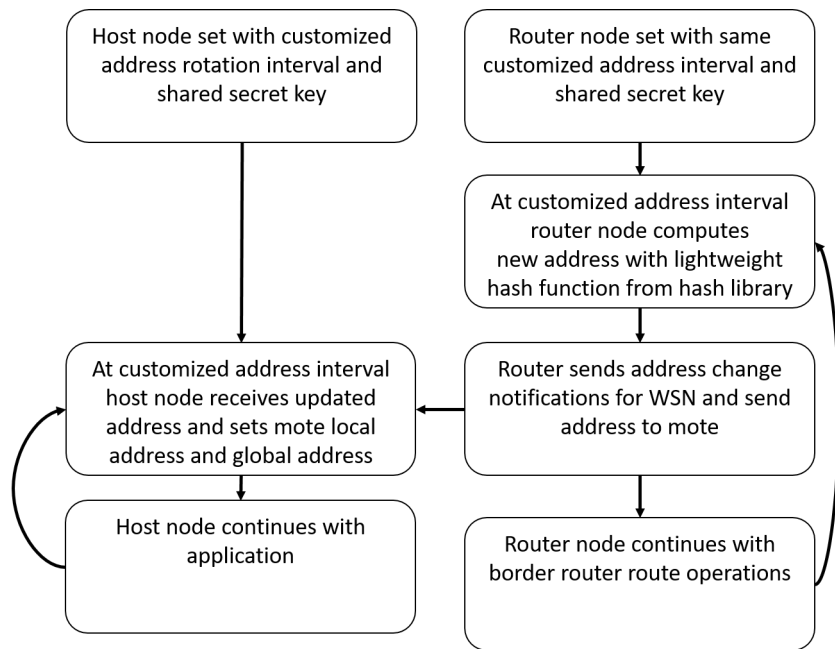 Host node set with customized
address rotation interval and
shared secret key
Router node set with same
customized address interval and
shared secret key
At customized address interval
router node computes
new address with lightweight
hash function from hash library
At customized address interval
host node receives updated
address and sets mote local
address and global address
Router sends address change
notifications for WSN and send
address to mote
Host node continues with
application
Router node continues with
border router route operations